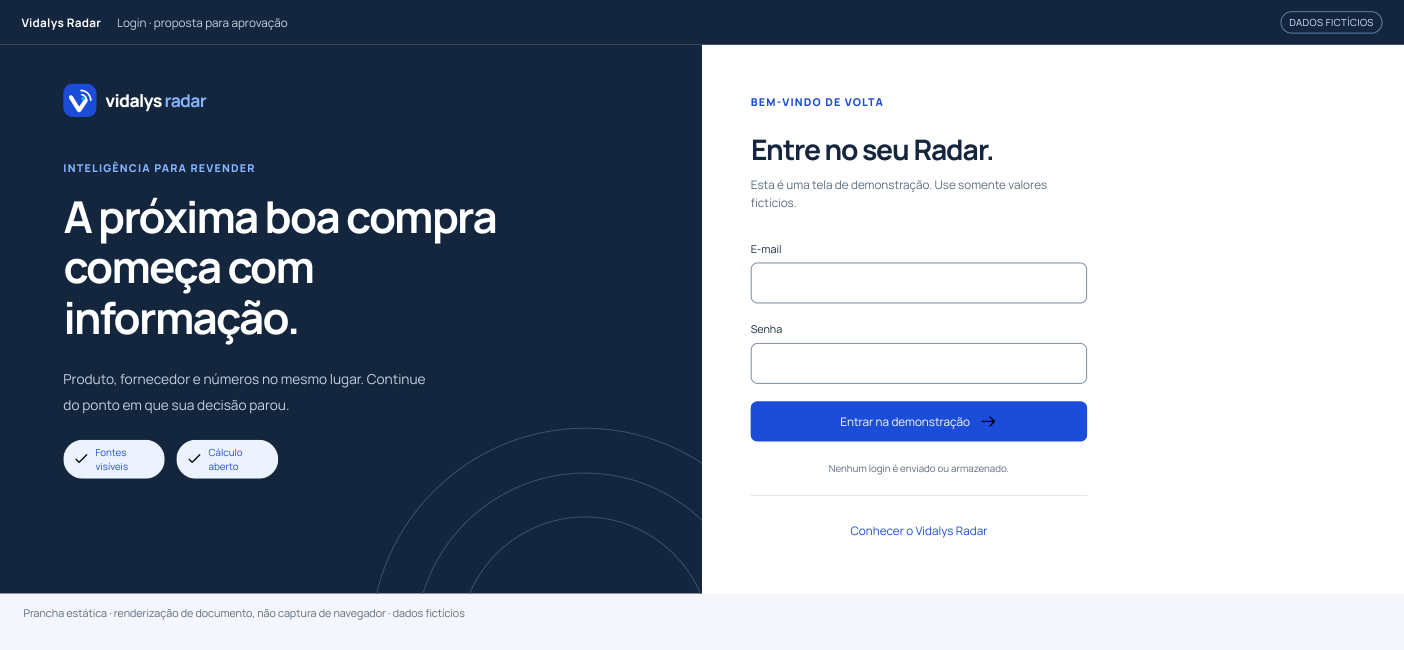 Vidalys Radar
Login · proposta para aprovação
DADOS FICTÍCIOS
vidalys radar
INTELIGÊNCIA PARA REVENDER
A próxima boa compra
começa com
informação.
Produto, fornecedor e números no mesmo lugar. Continue
do ponto em que sua decisão parou.
Fontes
visíveis
Cálculo
aberto
BEM-VINDO DE VOLTA
Entre no seu Radar.
Esta é uma tela de demonstração. Use somente valores
fictícios.
E-mail
Senha
Entrar na demonstração
Nenhum login é enviado ou armazenado.
Conhecer o Vidalys Radar
Prancha estática · renderização de documento, não captura de navegador · dados fictícios